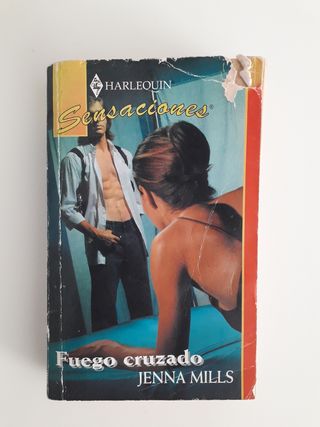 HARLEQUIN
Sensaciones®
Fuego cruzado
JENNA MILLS